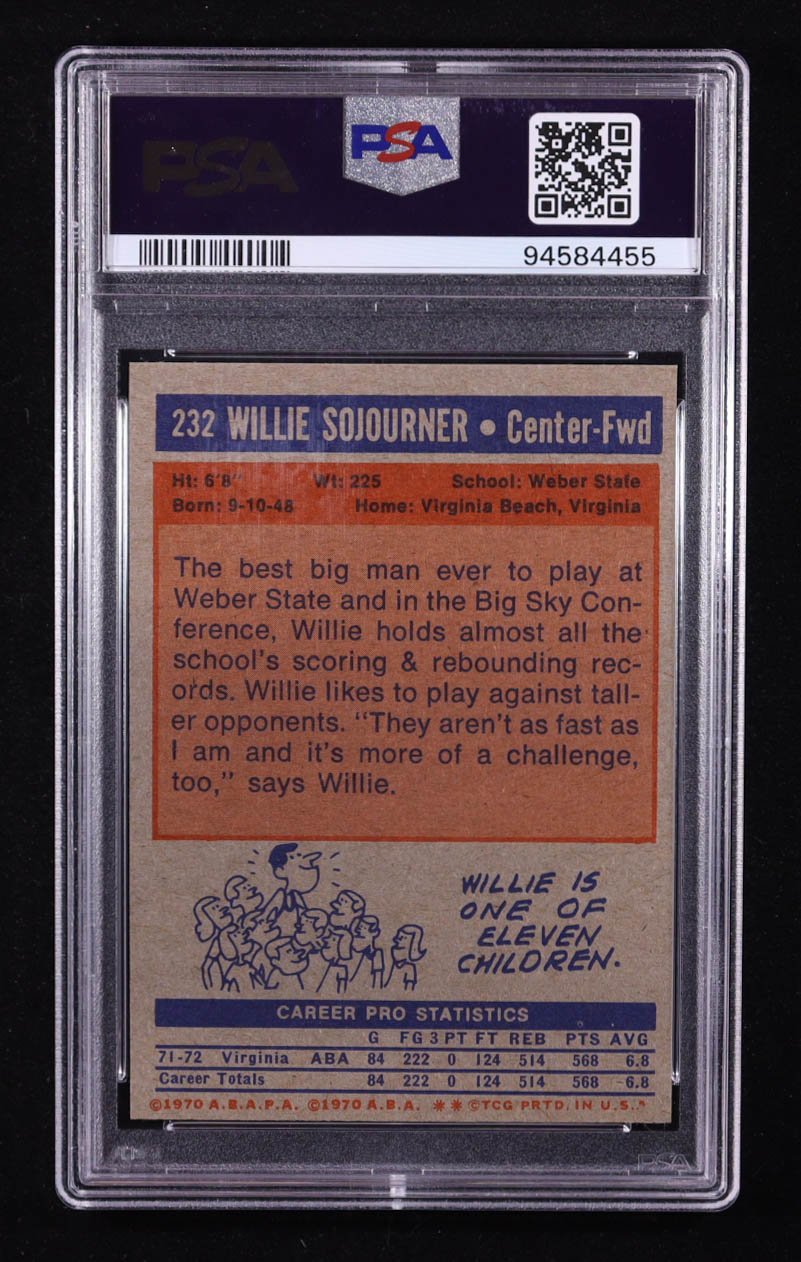 PSA
PSA
94584455
232 WILLIE SOJOURNER • Center-Fwd
Ht: 6'8" Wt: 225 School: Weber State
Born: 9-10-48 Home: Virginia Beach, Virginia
The best big man ever to play at
Weber State and in the Big Sky Con-
ference, Willie holds almost all the
school's scoring & rebounding rec-
ords. Willie likes to play against tall-
er opponents. "They aren't as fast as
I am and it's more of a challenge,
too," says Willie.
WILLIE IS
ONE OF
ELEVEN
CHILDREN.
CAREER PRO STATISTICS
G FG 3 PT FT REB PTS AVG
71-72 Virginia ABA 84 222 0 124 514 568 6.8
Career Totals 84 222 0 124 514 568 6.8
©1970 A.B.A.P.A. ©1970 A.B.A. ** ©TCG PRTD. IN U.S.A.
PSA